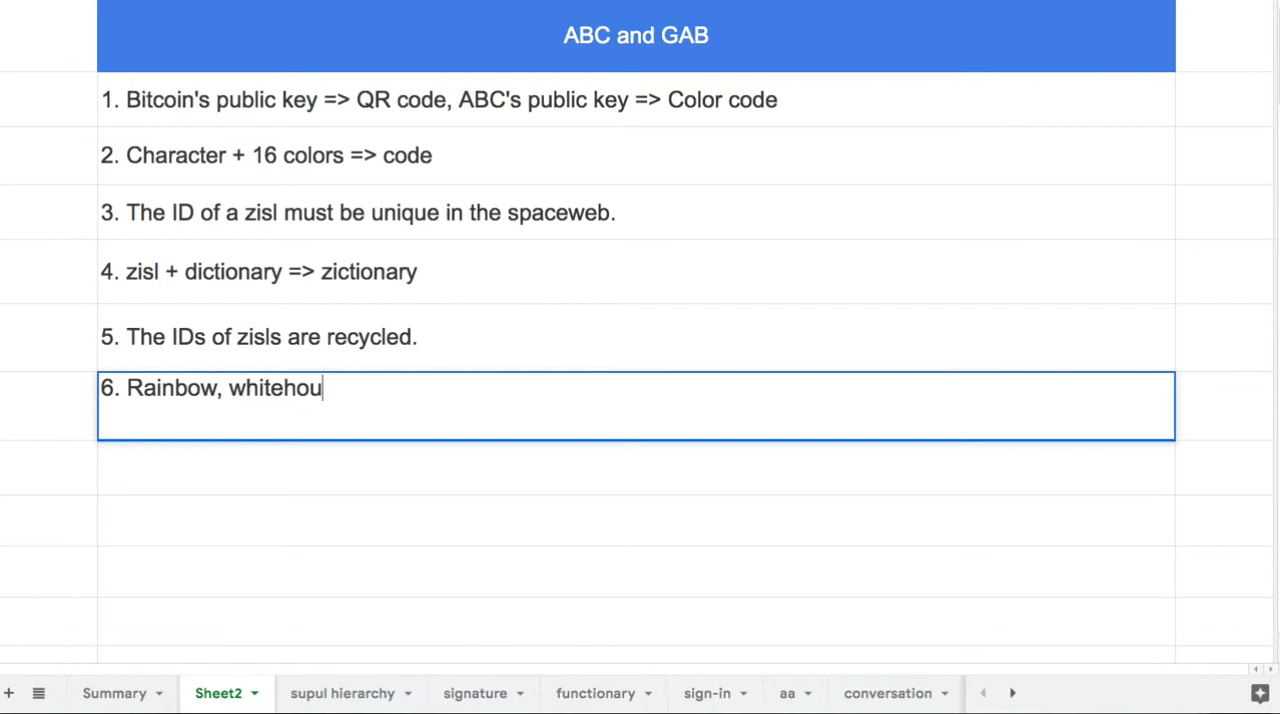 ABC and GAB
1. Bitcoin's public key => QR code, ABC's public key => Color code
2. Character + 16 colors => code
3. The ID of a zisl must be unique in the spaceweb.
4. zisl + dictionary => zictionary
5. The IDs of zisls are recycled.
6. Rainbow, whitehou
+ Summary Sheet2 supul hierarchy signature functionary sign-in aa conversation